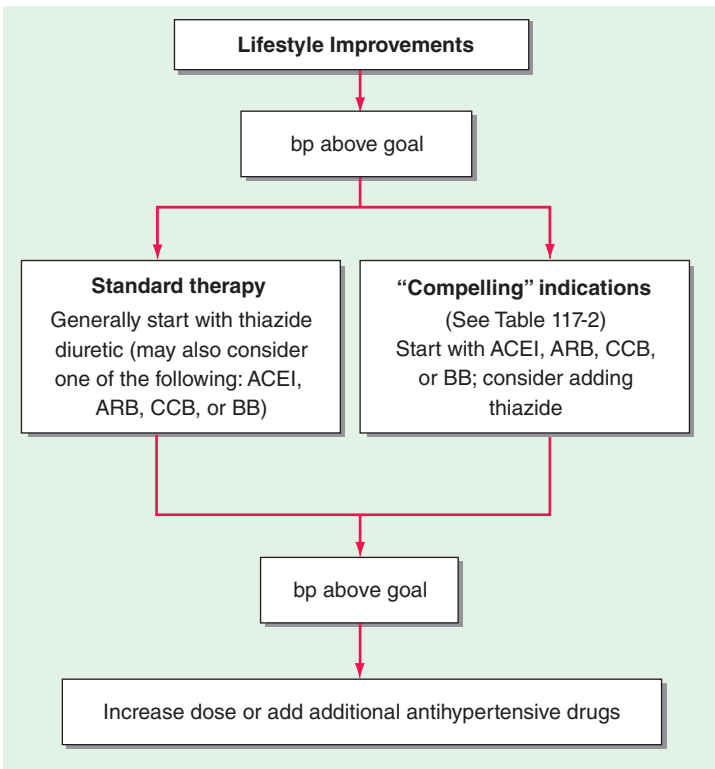 Lifestyle Improvements
bp above goal
Standard therapy
Generally start with thiazide
diuretic (may also consider
one of the following: ACEI,
ARB, CCB, or BB)
“Compelling” indications
(See Table 117-2)
Start with ACEI, ARB, CCB,
or BB; consider adding
thiazide
bp above goal
Increase dose or add additional antihypertensive drugs